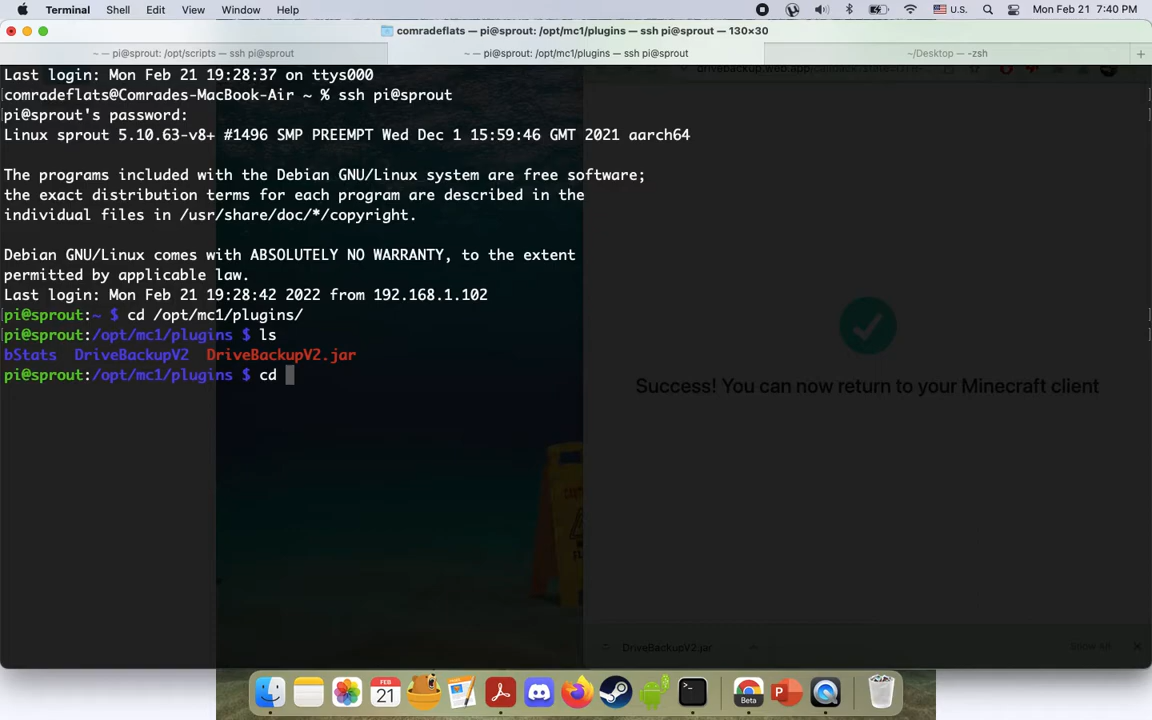 Terminal Shell Edit View Window Help U.S. Mon Feb 21 7:40 PM
comradeflats — pi@sprout: /opt/mc1/plugins — ssh pi@sprout — 130×30
~ — pi@sprout: /opt/scripts — ssh pi@sprout ~ — pi@sprout: /opt/mc1/plugins — ssh pi@sprout ~/Desktop — -zsh +
Last login: Mon Feb 21 19:28:37 on ttys000
comradeflats@Comrades-MacBook-Air ~ % ssh pi@sprout
pi@sprout's password:
Linux sprout 5.10.63-v8+ #1496 SMP PREEMPT Wed Dec 1 15:59:46 GMT 2021 aarch64
The programs included with the Debian GNU/Linux system are free software;
the exact distribution terms for each program are described in the
individual files in /usr/share/doc/*/copyright.
Debian GNU/Linux comes with ABSOLUTELY NO WARRANTY, to the extent
permitted by applicable law.
Last login: Mon Feb 21 19:28:42 2022 from 192.168.1.102
pi@sprout:~ $ cd /opt/mc1/plugins/
pi@sprout:/opt/mc1/plugins $ ls
bStats DriveBackupV2 DriveBackupV2.jar
pi@sprout:/opt/mc1/plugins $ cd
Success! You can now return to your Minecraft client
DriveBackupV2.jar Show All
FEB
21
Beta